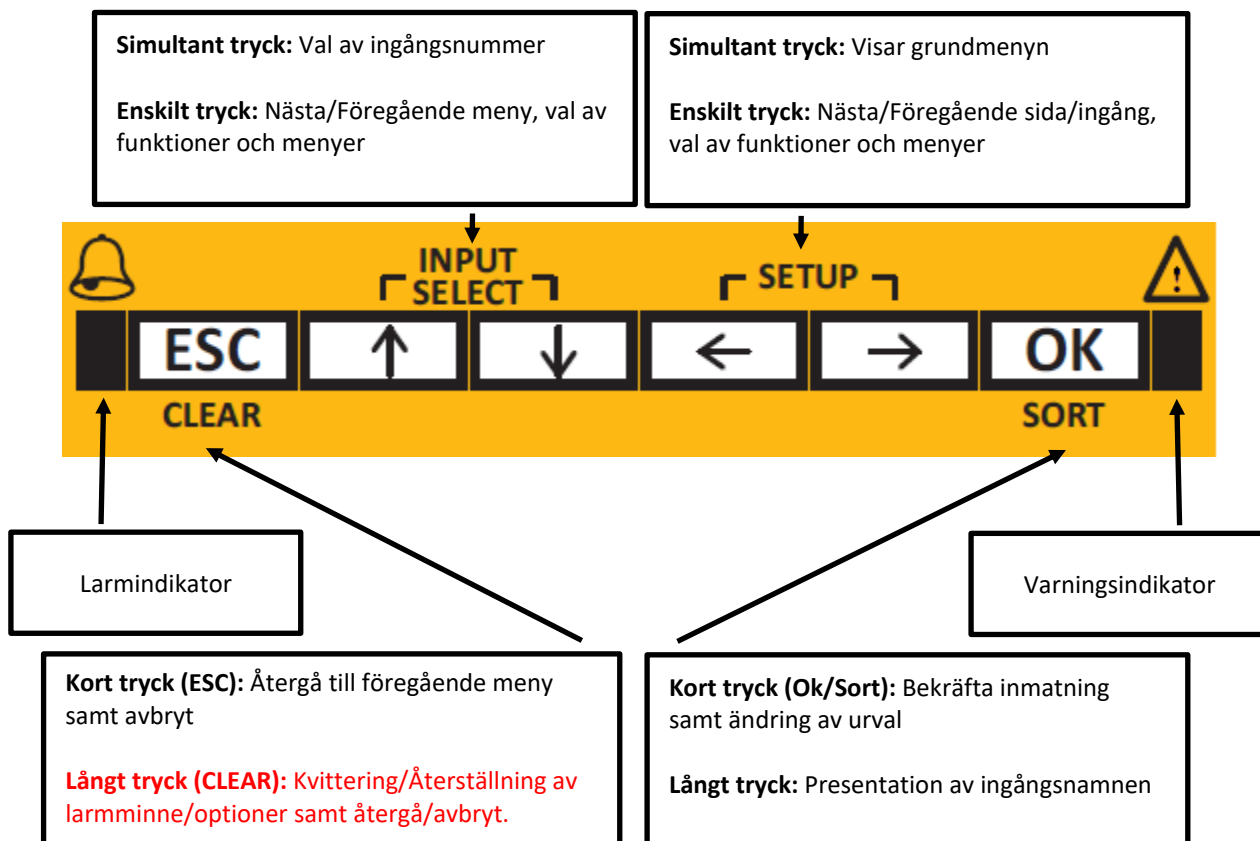 Simultant tryck: Val av ingångsnummer
Enskilt tryck: Nästa/Föregående meny, val av
funktioner och menyer
Simultant tryck: Visar grundmenyn
Enskilt tryck: Nästa/Föregående sida/ingång,
val av funktioner och menyer
INPUT
SELECT
SETUP
ESC
↑
↓
←
→
OK
CLEAR
SORT
Larmindikator
Varningsindikator
Kort tryck (ESC): Återgå till föregående meny
samt avbryt
Långt tryck (CLEAR): Kvittering/Återställning av
larmminne/optioner samt återgå/avbryt.
Kort tryck (Ok/Sort): Bekräfta inmatning
samt ändring av urval
Långt tryck: Presentation av ingångsnamnen